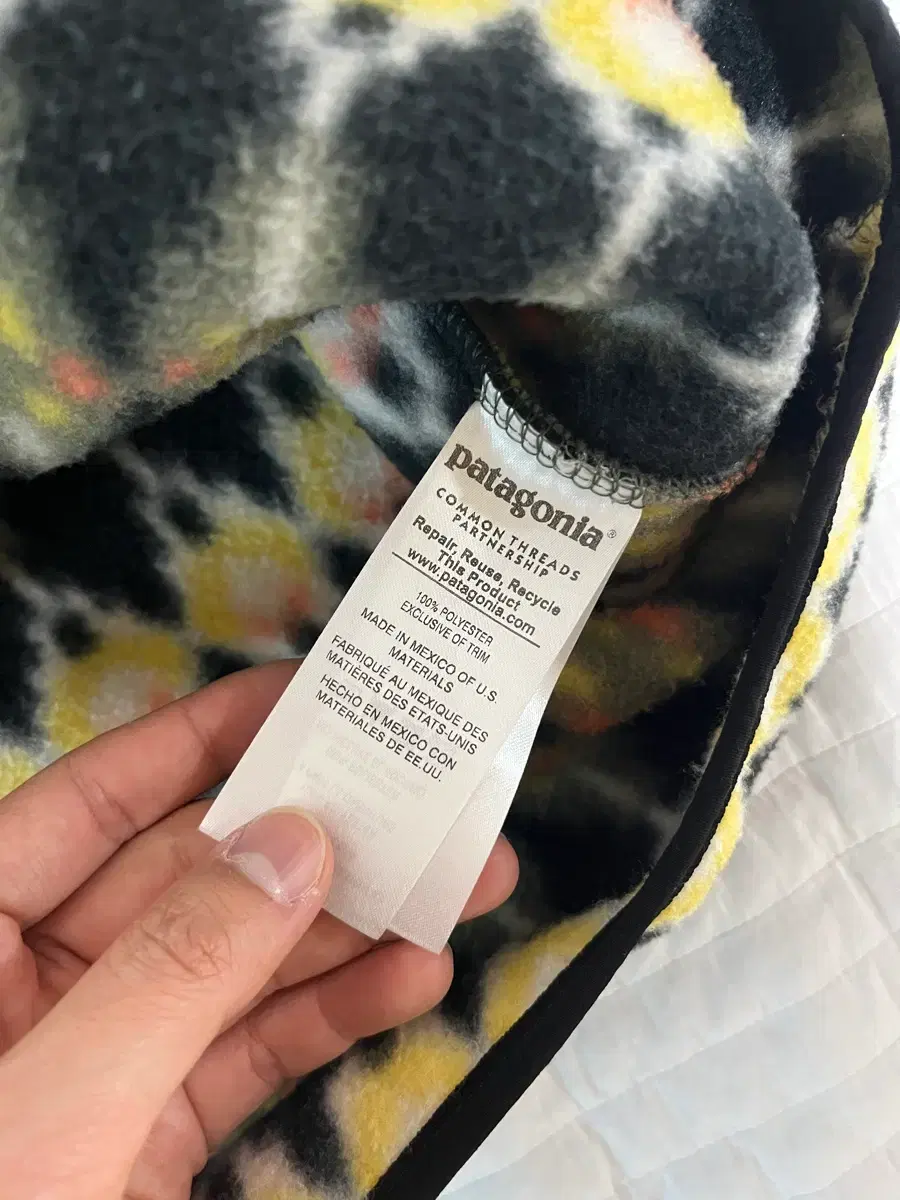 patagonia®
COMMON THREADS
PARTNERSHIP
Repair, Reuse, Recycle
This Product
www.patagonia.com
100% POLYESTER
EXCLUSIVE OF TRIM
MADE IN MEXICO OF U.S.
MATERIALS
FABRIQUÉ AU MEXIQUE DES
MATIÈRES DES ETATS-UNIS
HECHO EN MEXICO CON
MATERIALES DE EE.UU.